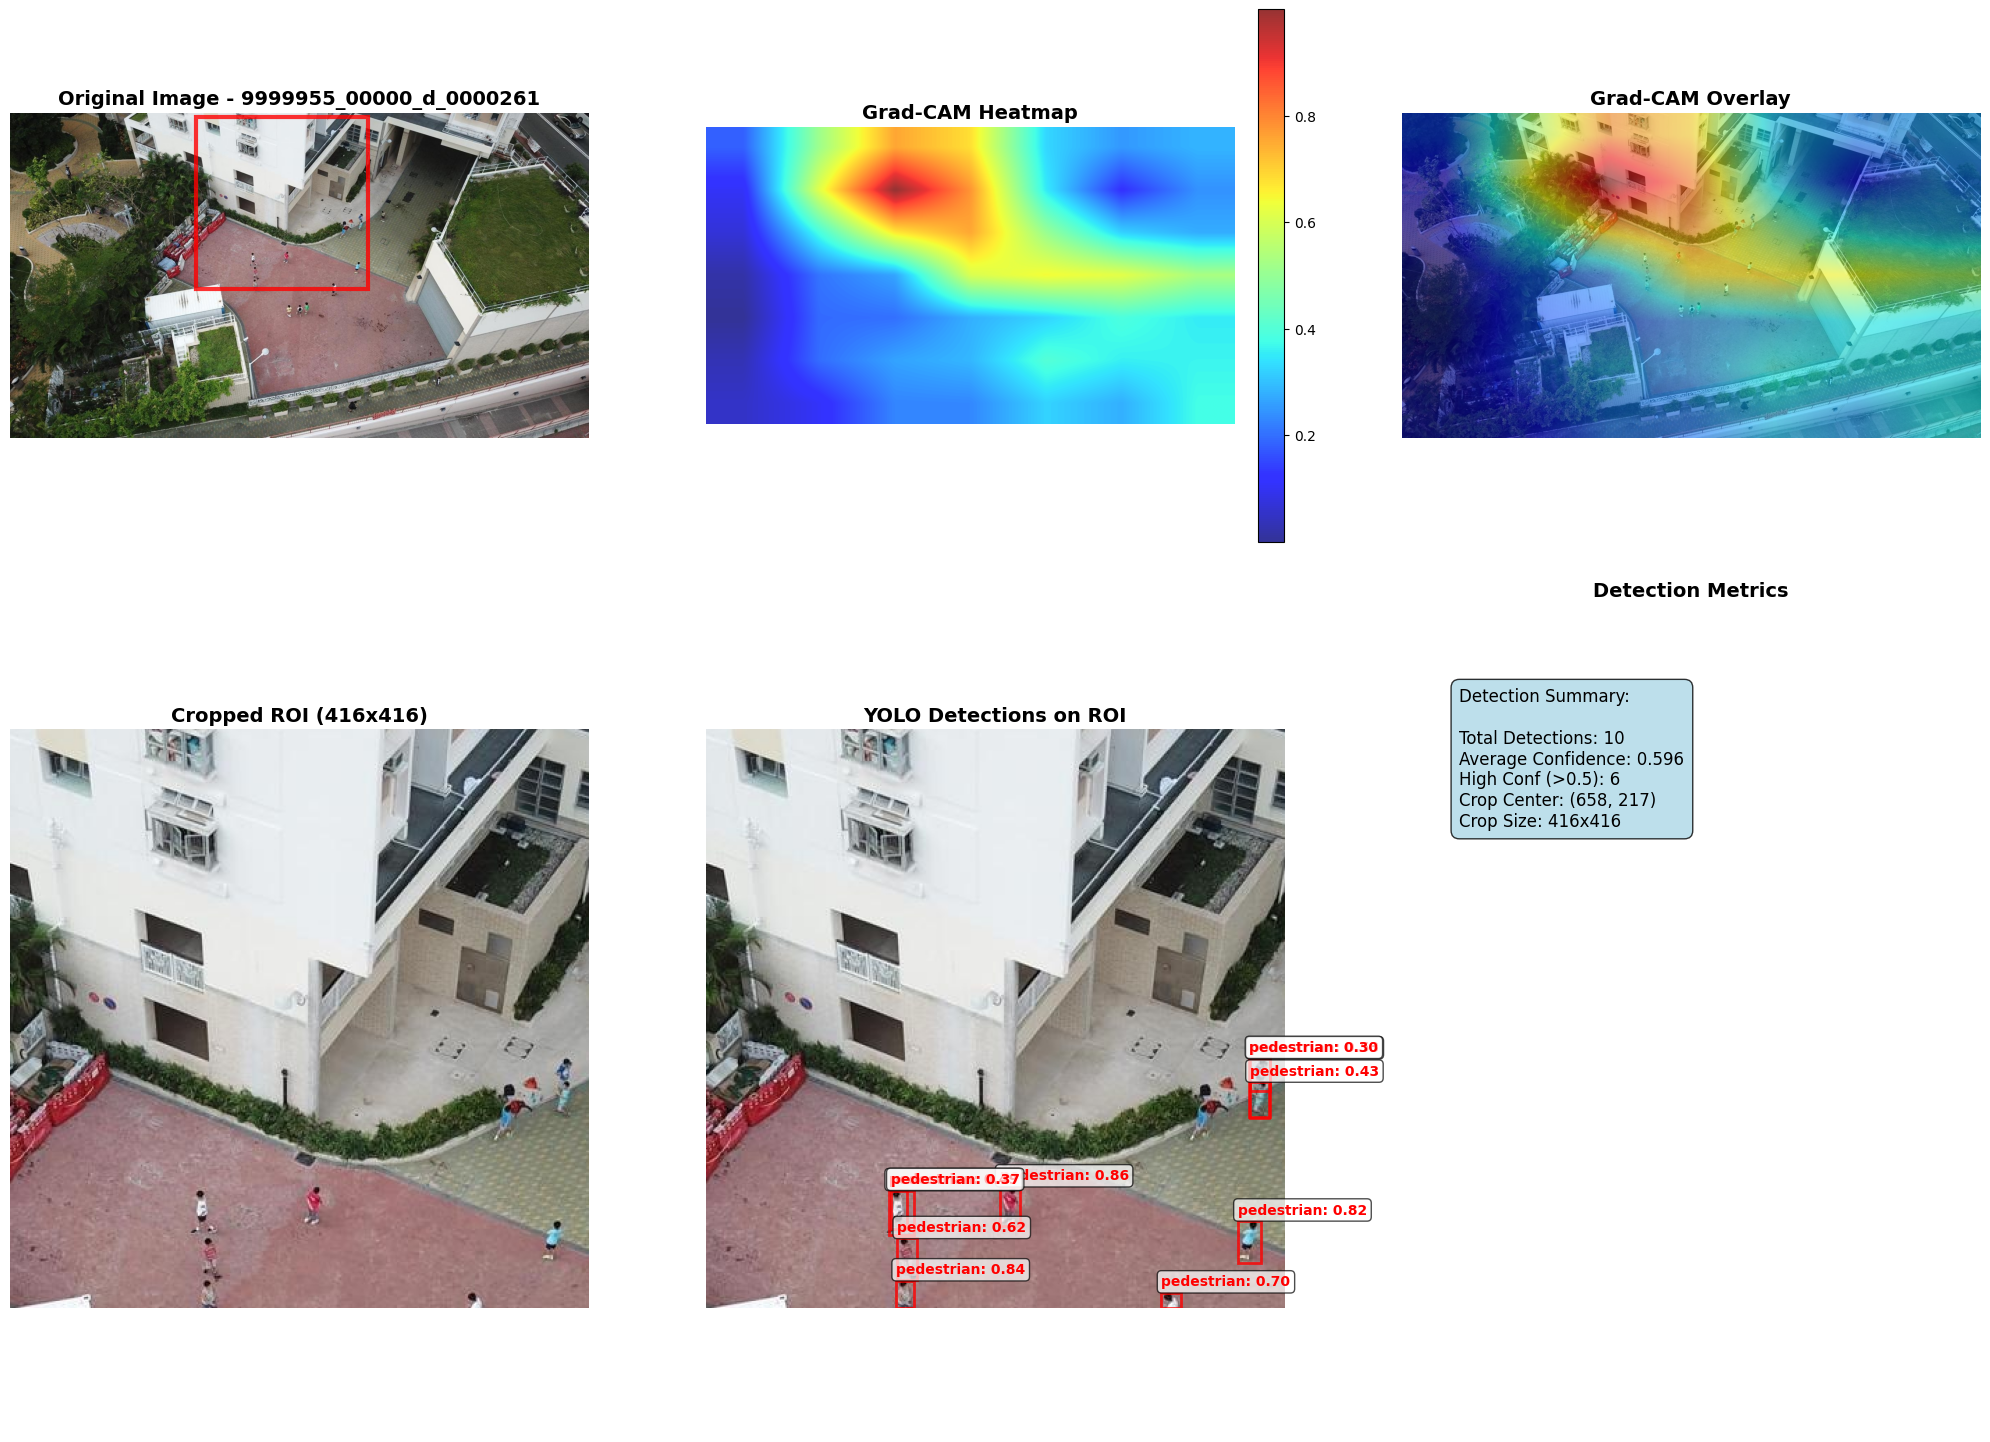 Original Image - 9999955_00000_d_0000261
Grad-CAM Heatmap
Grad-CAM Overlay
0.8
0.6
0.4
0.2
Detection Metrics
Detection Summary:
Total Detections: 10
Average Confidence: 0.596
High Conf (>0.5): 6
Crop Center: (658, 217)
Crop Size: 416x416
Cropped ROI (416x416)
YOLO Detections on ROI
pedestrian: 0.30
pedestrian: 0.43
pedestrian: 0.37
destrian: 0.86
pedestrian: 0.82
pedestrian: 0.62
pedestrian: 0.84
pedestrian: 0.70